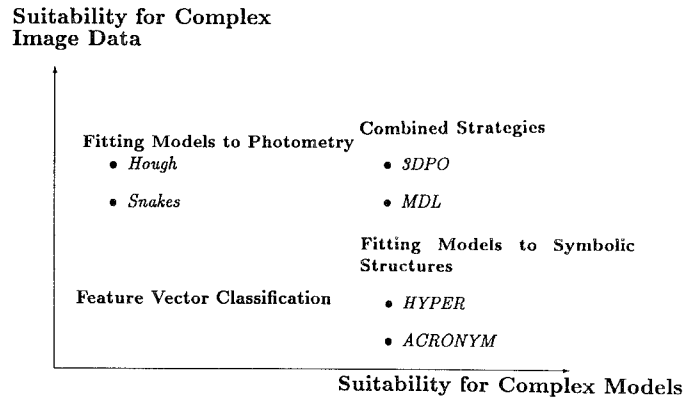 Suitability for Complex
Image Data
Fitting Models to Photometry
• Hough
• Snakes
Combined Strategies
• 3DPO
• MDL
Feature Vector Classification
Fitting Models to Symbolic
Structures
• HYPER
• ACRONYM
Suitability for Complex Models